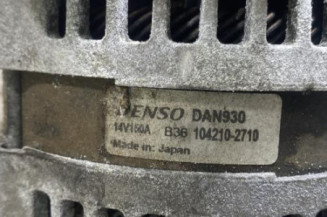 DENSO DAN930
14V150A B36 104210-2710
Made in Japan